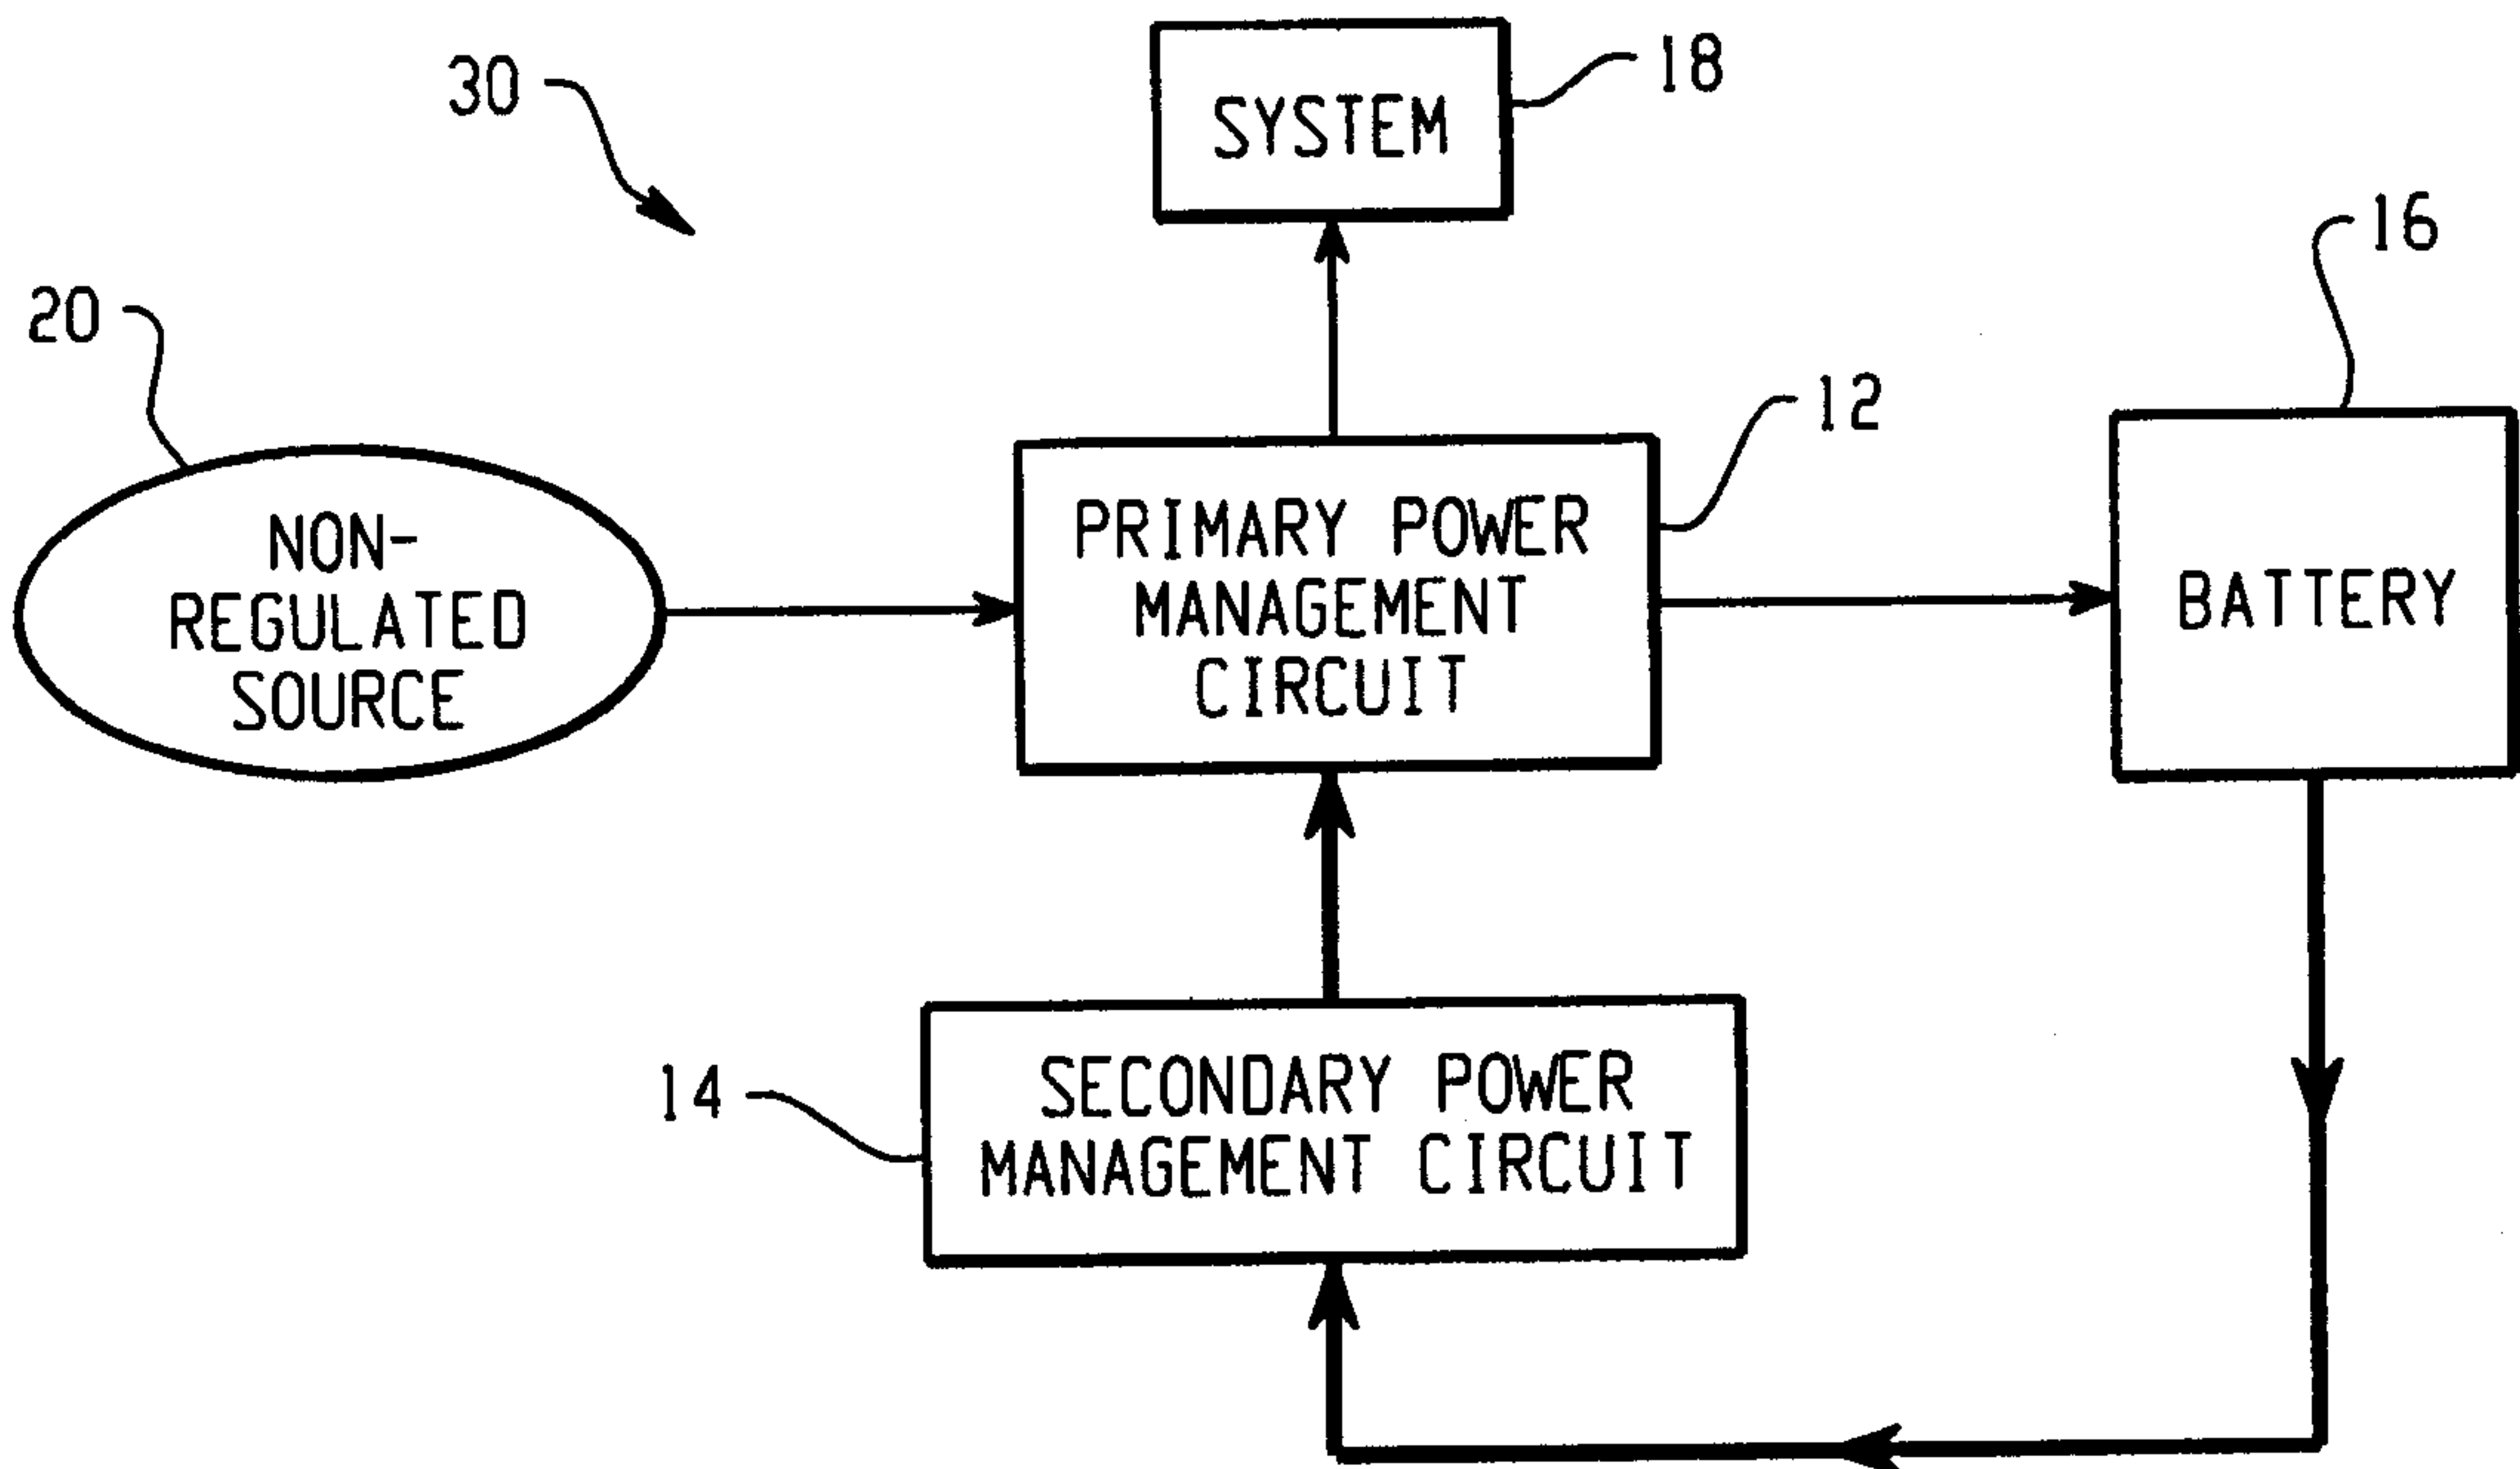 30
SYSTEM
18
20
16
12
NON-
REGULATED
SOURCE
PRIMARY POWER
MANAGEMENT
CIRCUIT
BATTERY
14
SECONDARY POWER
MANAGEMENT CIRCUIT